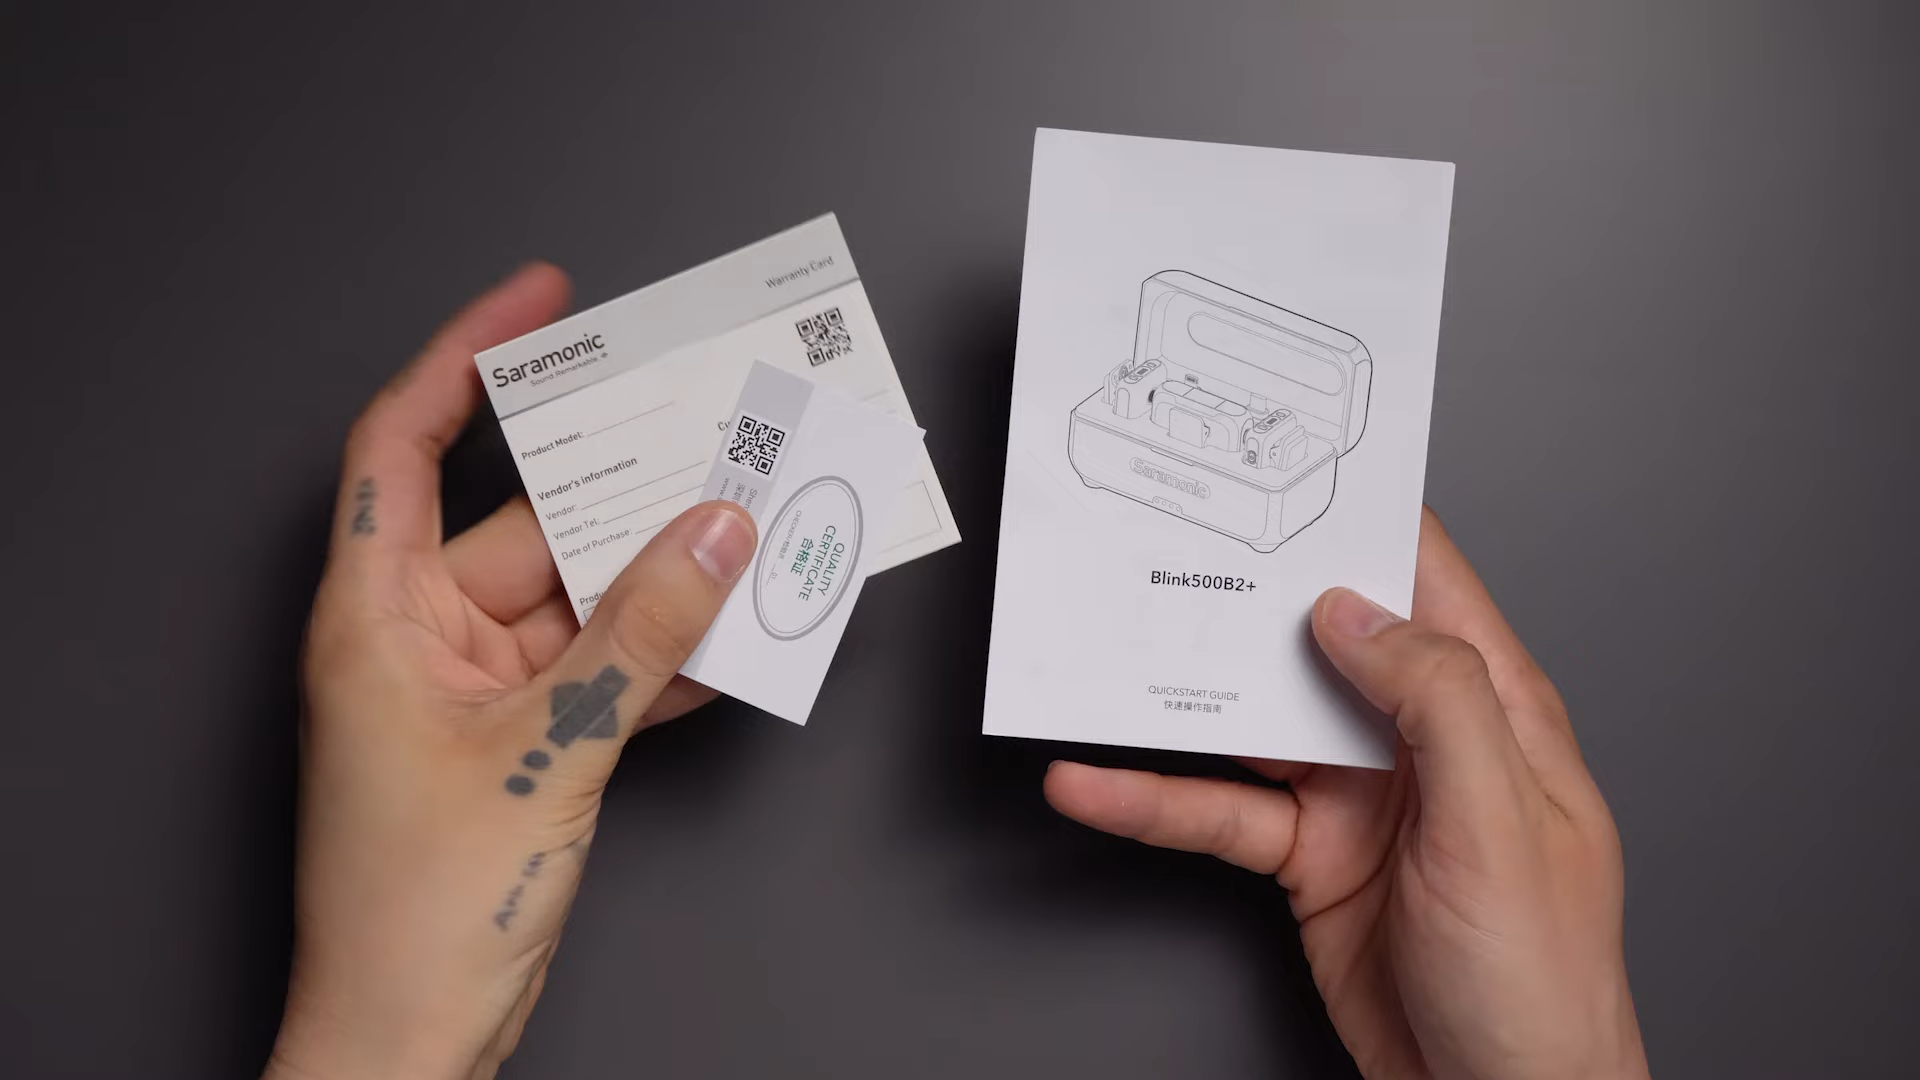 Warranty Card
Saramonic
Sound. Remarkable.
Product Model:
Vendor's information
Vendor:
Vendor Tel:
Date of Purchase:
QUALITY
CERTIFICATE
合格证
Saramonic
Blink500B2+
QUICKSTART GUIDE
快速操作指南